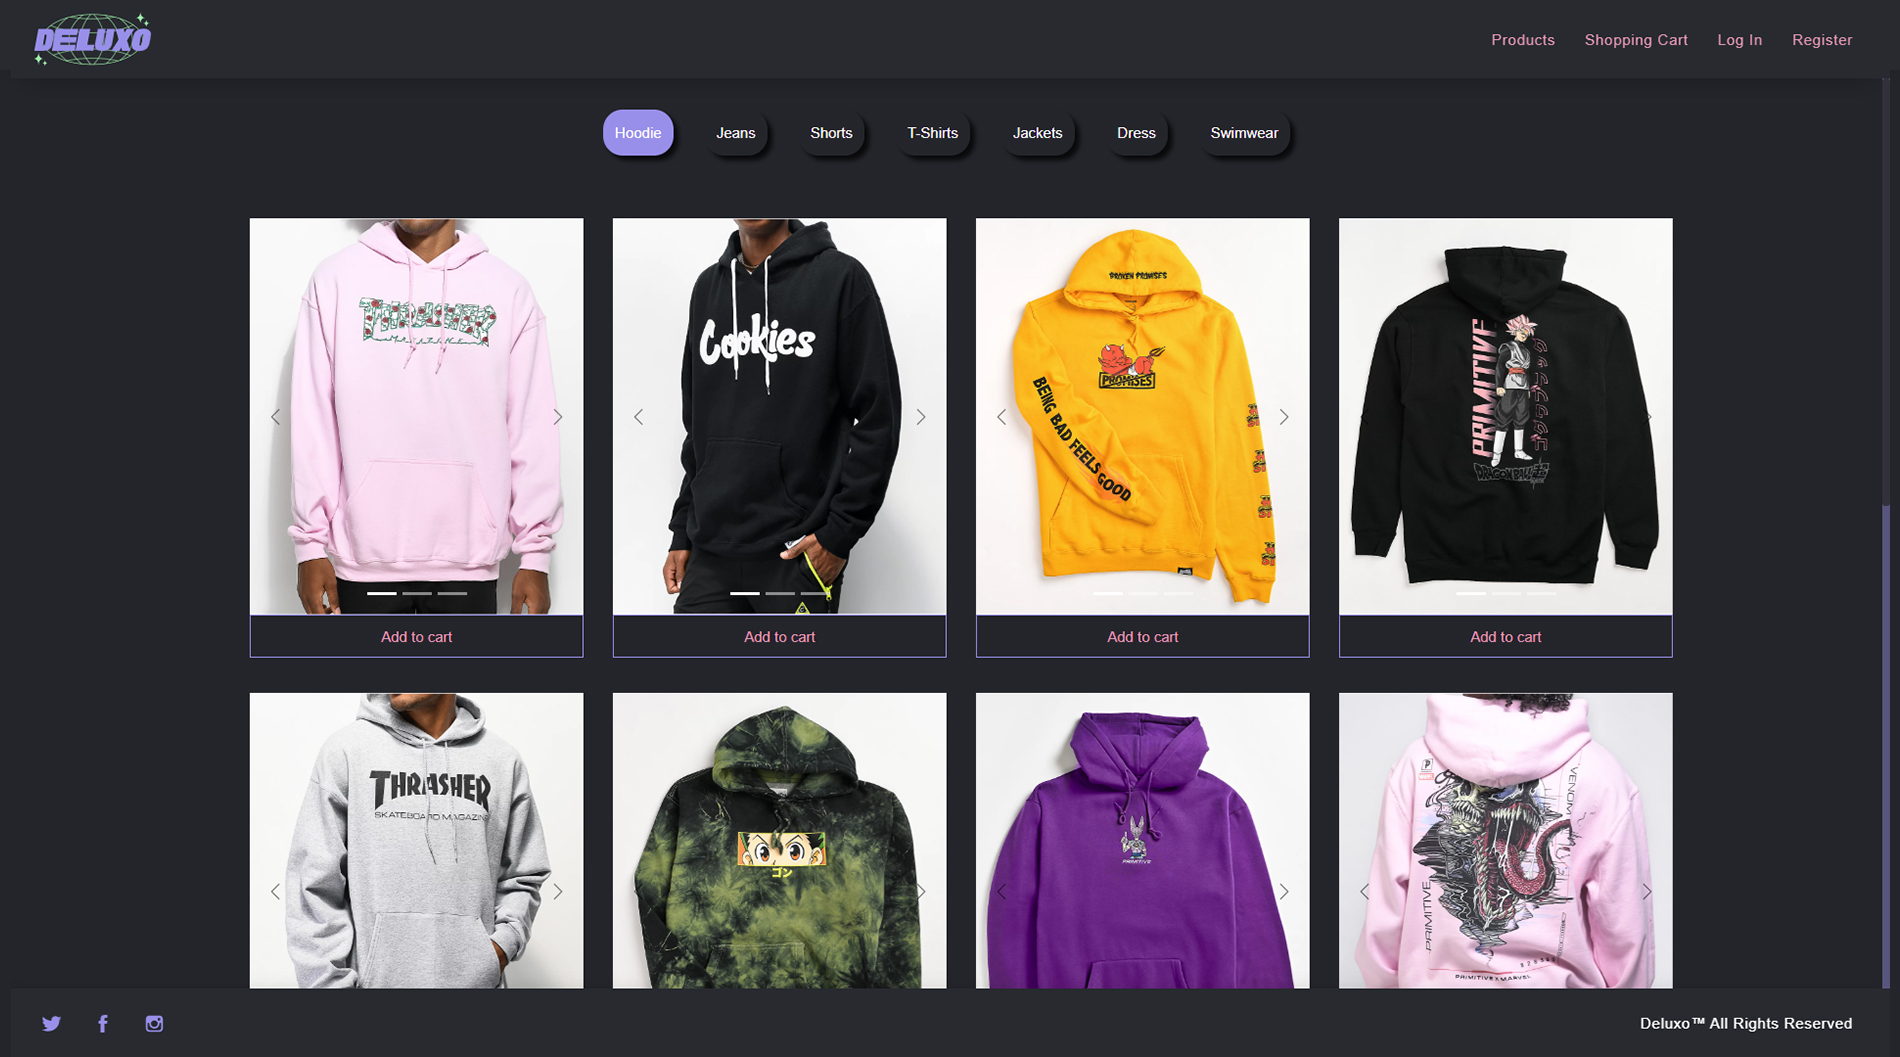 DELUXO
Products Shopping Cart Log In Register
Hoodie Jeans Shorts T-Shirts Jackets Dress Swimwear
THRASHER
Cookies
BROKEN PROMISES
PROMISES
BEING BAD FEELS GOOD
PRIMITIVE
DRAGONBALL
Add to cart Add to cart Add to cart Add to cart
THRASHER
SKATEBOARD MAGAZINE
ゴン
PRIMITIVE
P
VENOM
PRIMITIVE
PRIMITIVE X MARVEL
Deluxo™ All Rights Reserved